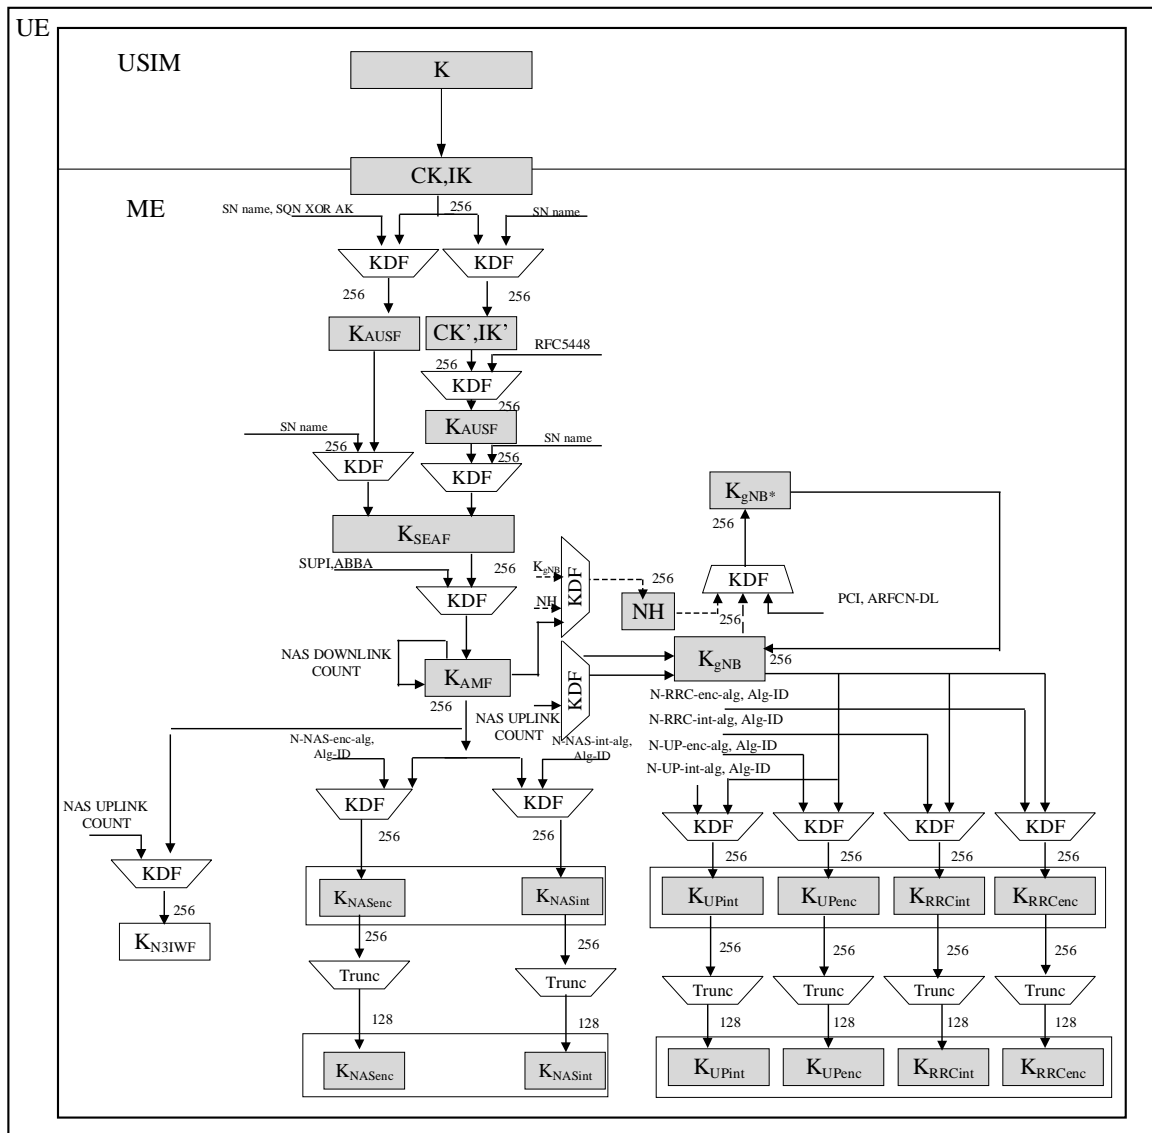 UE
USIM
K
CK,IK
ME
SN name, SQN XOR AK
256
SN name
KDF
KDF
256
256
KAUSF
CK’,IK’
RFC5448
256
KDF
256
KAUSF
SN name
SN name
256
256
KDF
KDF
KgNB*
256
KSEAF
SUPI,ABBA
256
KgNB
KDF
256
KDF
KDF
NH
NH
PCI, ARFCN-DL
256
NAS DOWNLINK
COUNT
KAMF
256
KgNB
256
KDF
NAS UPLINK
COUNT
N-RRC-enc-alg, Alg-ID
N-RRC-int-alg, Alg-ID
N-UP-enc-alg, Alg-ID
N-UP-int-alg, Alg-ID
N-NAS-enc-alg,
Alg-ID
N-NAS-int-alg,
Alg-ID
NAS UPLINK
COUNT
KDF
KDF
KDF
KDF
KDF
KDF
256
256
256
256
256
256
KDF
256
KN3IWF
KNASenc
KNASint
KUPint
KUPenc
KRRCint
KRRCenc
256
256
256
256
256
256
Trunc
Trunc
Trunc
Trunc
Trunc
Trunc
128
128
128
128
128
128
KNASenc
KNASint
KUPint
KUPenc
KRRCint
KRRCenc